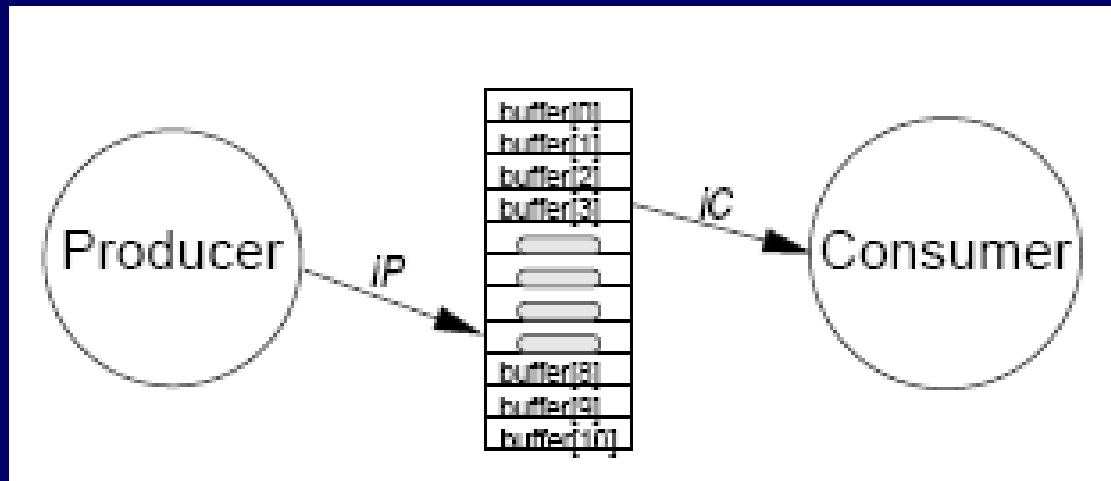 Producer
iP
buffer[0]
buffer[1]
buffer[2]
buffer[3]
buffer[8]
buffer[9]
buffer[10]
iC
Consumer